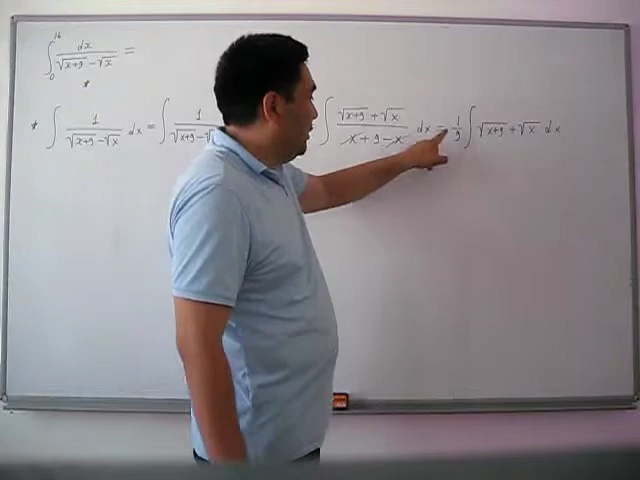 ∫₀¹⁶ dx / (√(x+9) − √x) =
*
* ∫ 1 / (√(x+9) − √x) dx = ∫ 1 / (√(x+9) − √ ∫ (√(x+9) + √x) / (x + 9 − x) dx = 1/9 ∫ √(x+9) + √x dx